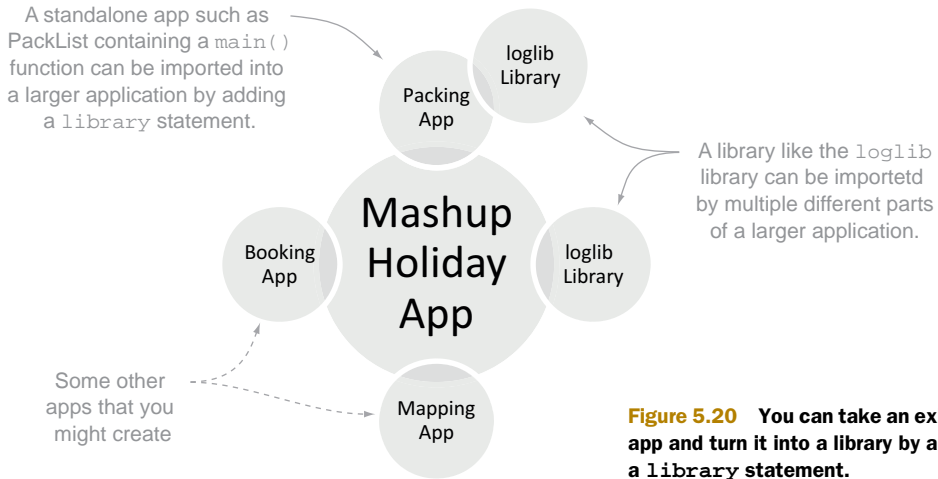 A standalone app such as
PackList containing a main()
function can be imported into
a larger application by adding
a library statement.
loglib
Library
Packing
App
A library like the loglib
library can be importetd
by multiple different parts
of a larger application.
Mashup
Holiday
App
Booking
App
loglib
Library
Some other
apps that you
might create
Mapping
App
Figure 5.20 You can take an ex
app and turn it into a library by a
a library statement.